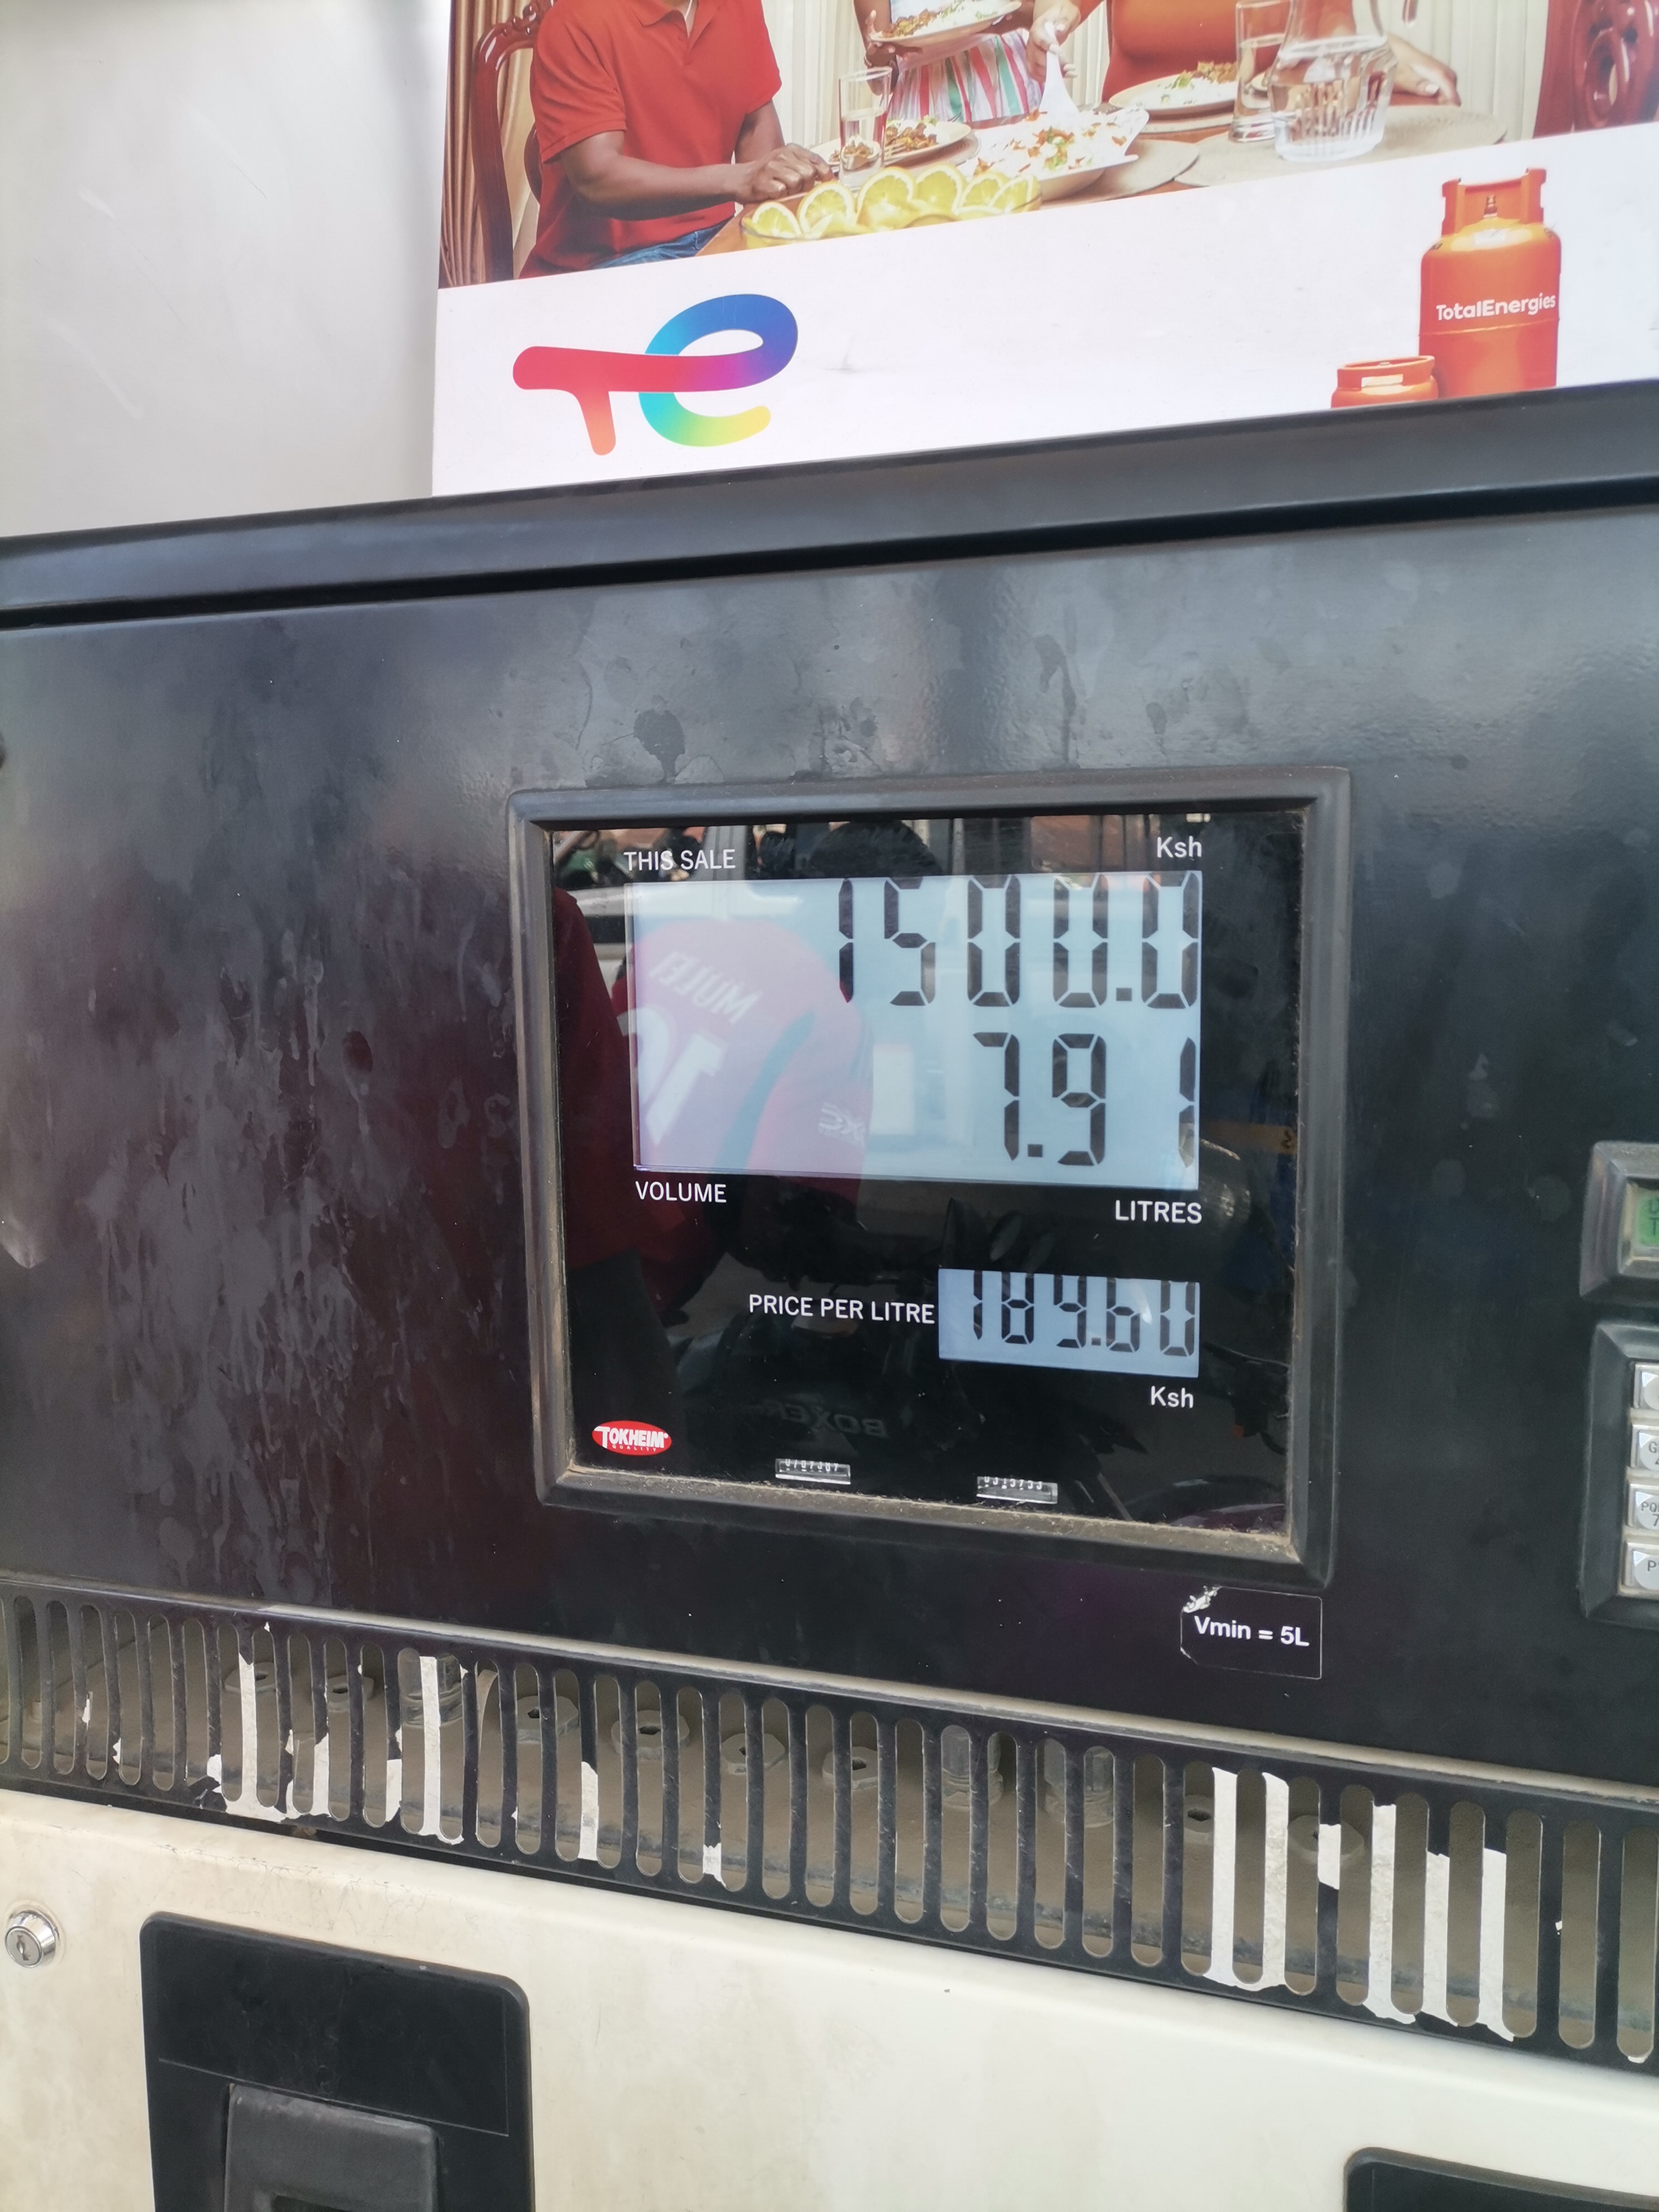 TotalEnergies
THIS SALE
Ksh
1500.0
7.91
VOLUME
LITRES
PRICE PER LITRE
189.60
Ksh
TOKHEIM
QUALITY
Vmin = 5L